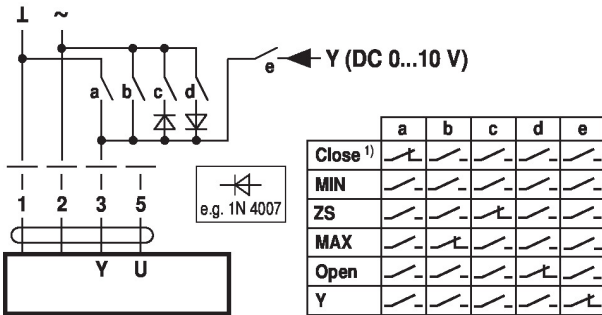 ⊥ ~
e Y (DC 0...10 V)
a b c d
1 2 3 5
e.g. 1N 4007
Y U
a b c d e
Close 1)
MIN
ZS
MAX
Open
Y